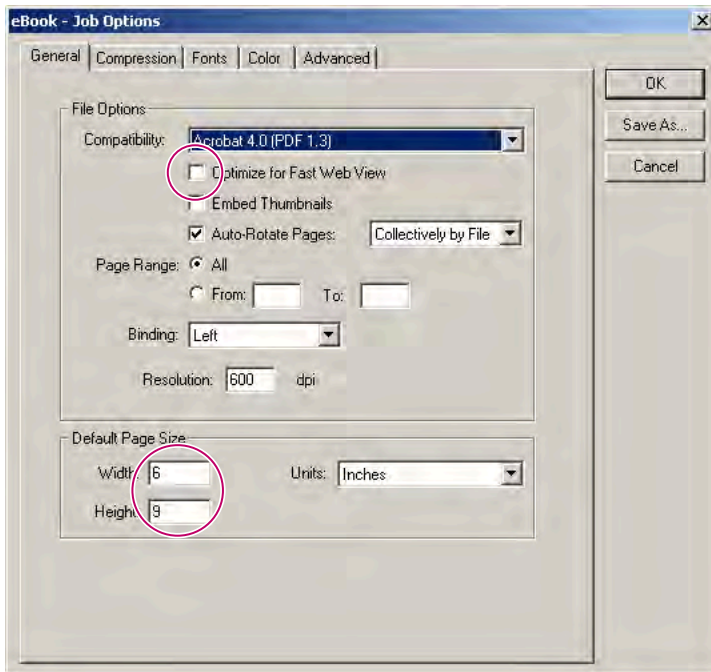 eBook - Job Options
General Compression Fonts Color Advanced
OK
Save As...
Cancel
File Options
Compatibility: Acrobat 4.0 (PDF 1.3)
Optimize for Fast Web View
Embed Thumbnails
Auto-Rotate Pages: Collectively by File
Page Range: All
From: To:
Binding: Left
Resolution: 600 dpi
Default Page Size
Width: 6 Units: Inches
Height: 9